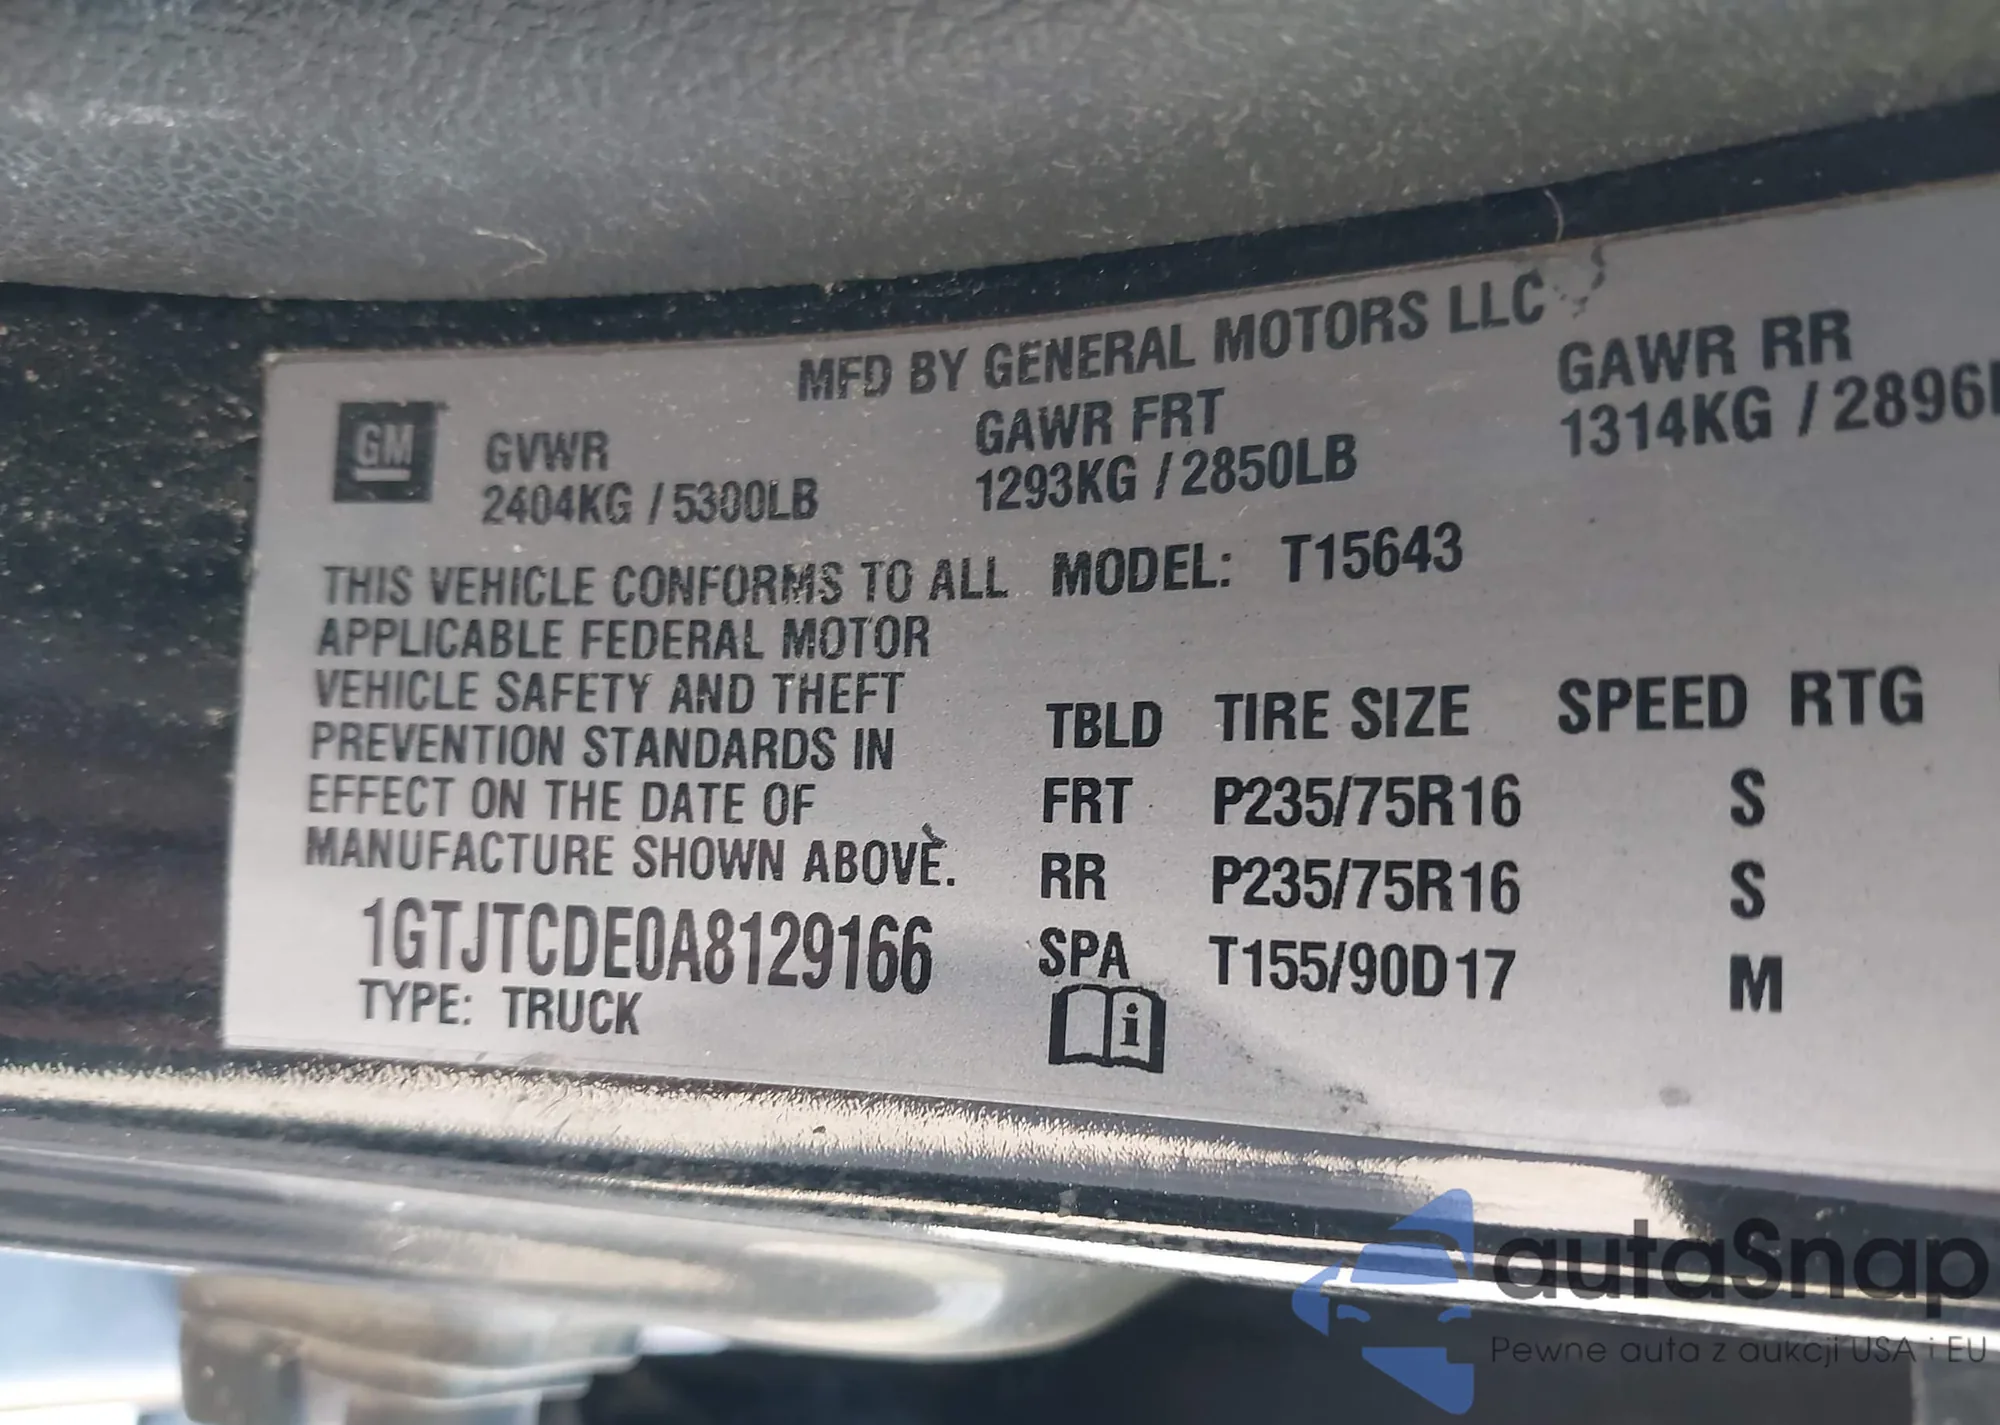 MFD BY GENERAL MOTORS LLC
GM
GVWR
2404KG / 5300LB
GAWR FRT
1293KG / 2850LB
GAWR RR
1314KG / 2896
THIS VEHICLE CONFORMS TO ALL
APPLICABLE FEDERAL MOTOR
VEHICLE SAFETY AND THEFT
PREVENTION STANDARDS IN
EFFECT ON THE DATE OF
MANUFACTURE SHOWN ABOVE.
1GTJTCDE0A8129166
TYPE: TRUCK
MODEL: T15643
TBLD TIRE SIZE SPEED RTG
FRT P235/75R16 S
RR P235/75R16 S
SPA T155/90D17 M
i
autaSnap
Pewne auta z aukcji USA i EU